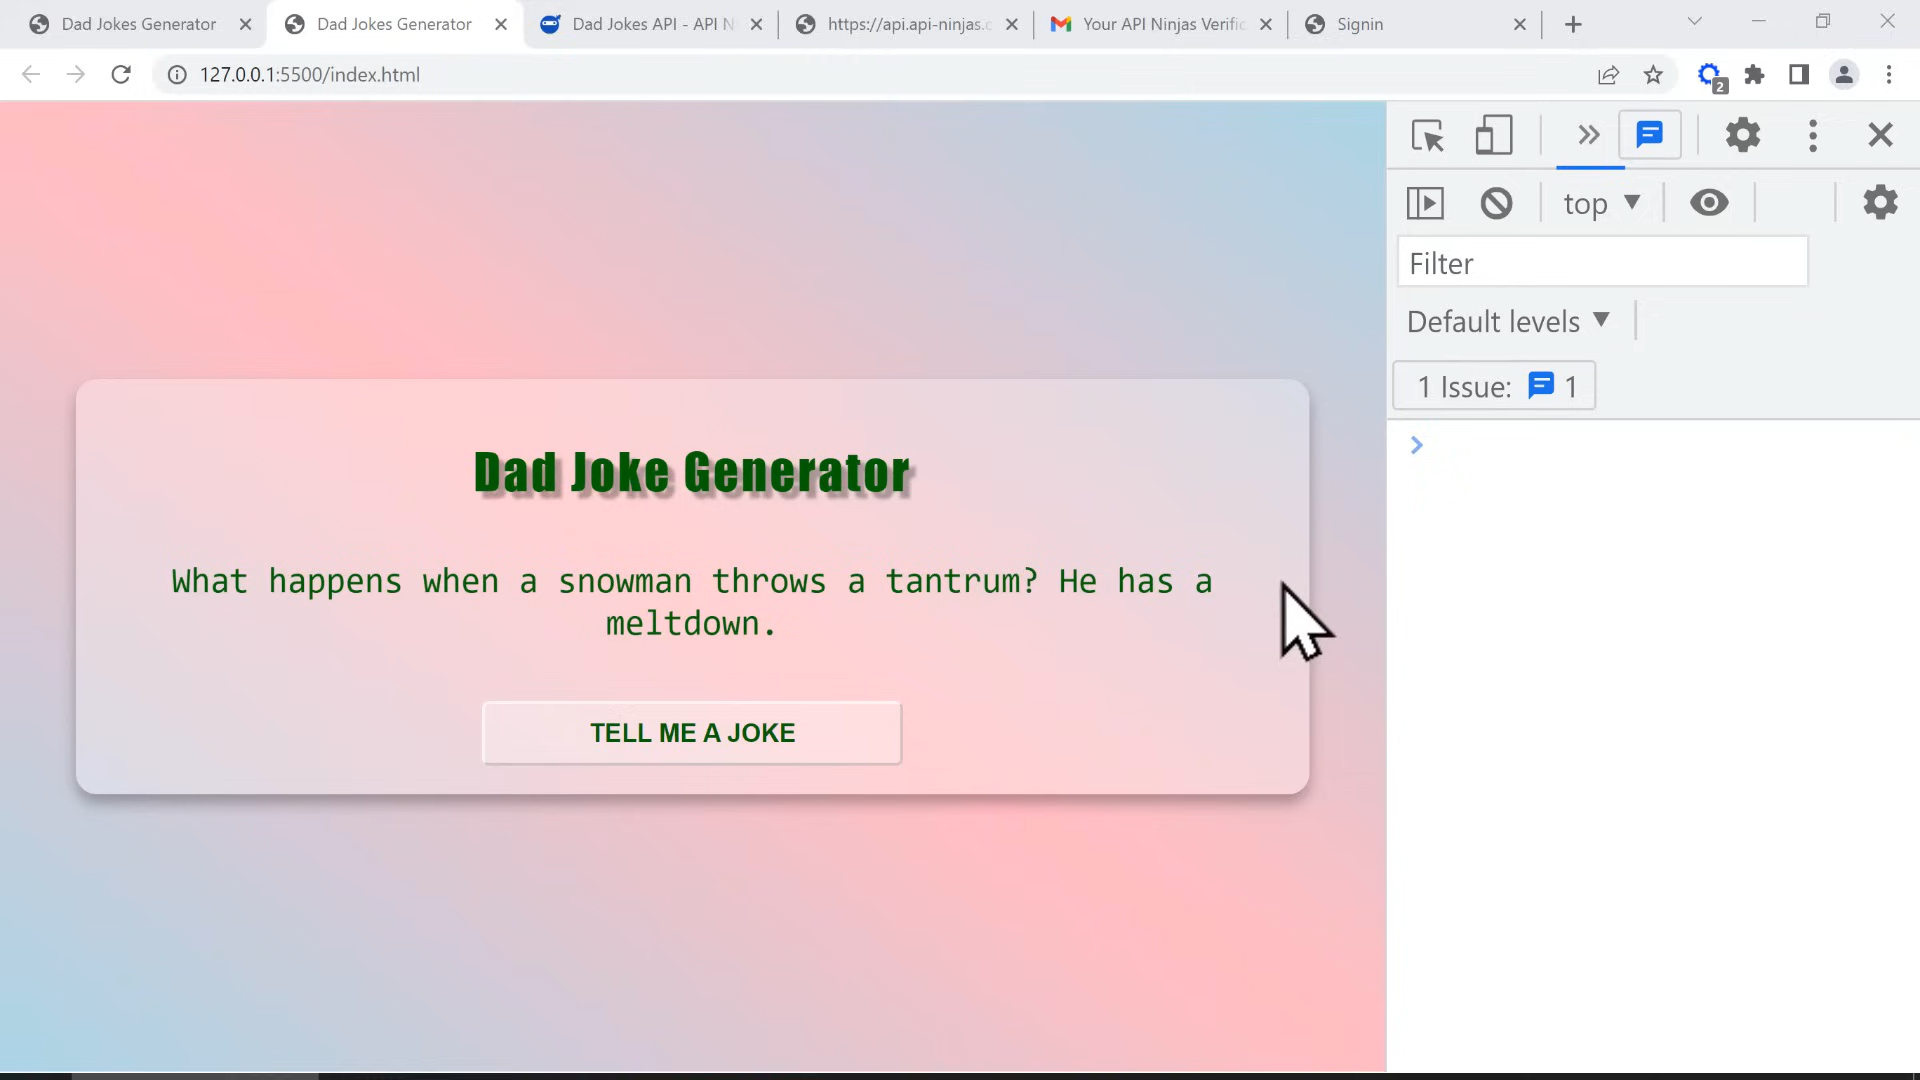 Dad Jokes Generator
Dad Jokes Generator
Dad Jokes API - API N
https://api.api-ninjas.c
Your API Ninjas Verific
Signin
127.0.0.1:5500/index.html
2
top
Filter
Default levels
1 Issue: 1
Dad Joke Generator
What happens when a snowman throws a tantrum? He has a
meltdown.
TELL ME A JOKE